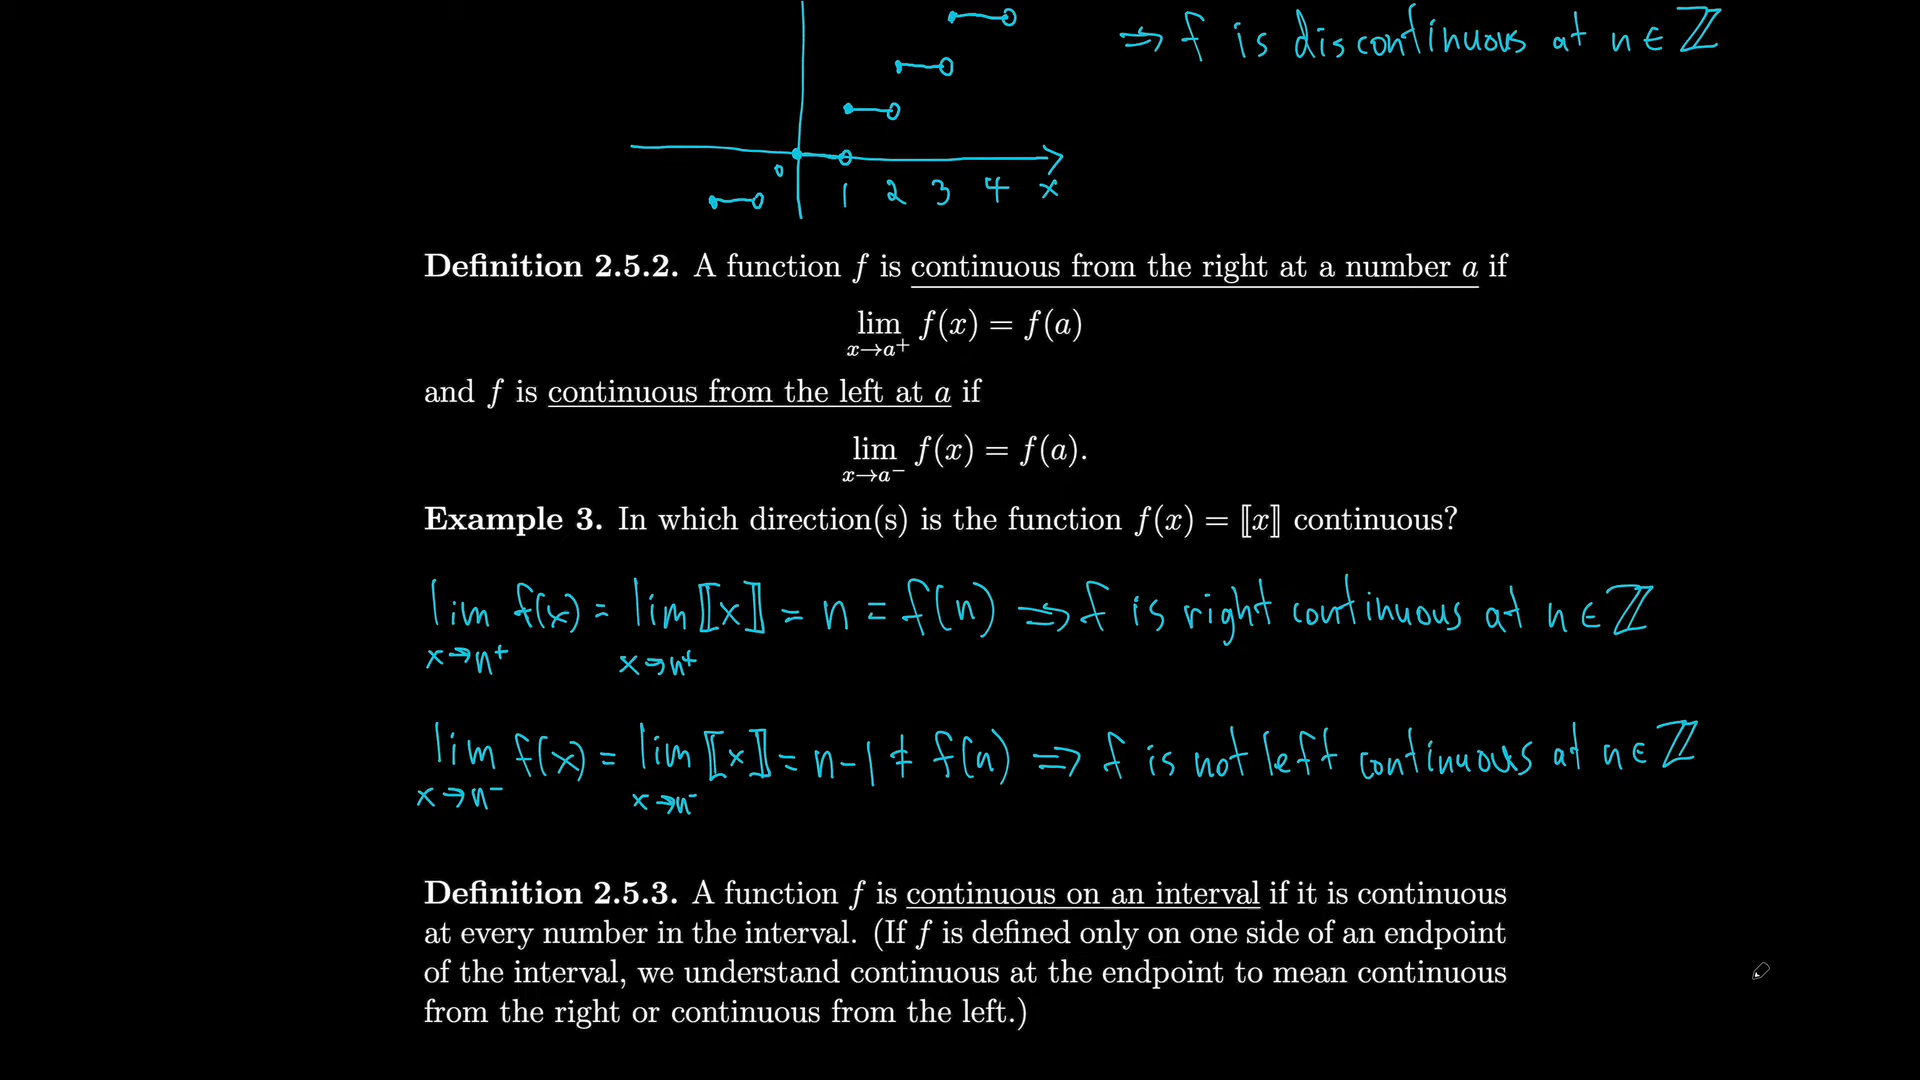 ⇒ f is discontinuous at n ∈ ℤ
0 1 2 3 4 x
Definition 2.5.2. A function f is continuous from the right at a number a if
lim f(x) = f(a)
x→a⁺
and f is continuous from the left at a if
lim f(x) = f(a).
x→a⁻
Example 3. In which direction(s) is the function f(x) = ⟦x⟧ continuous?
lim f(x) = lim ⟦x⟧ = n = f(n) ⇒ f is right continuous at n ∈ ℤ
x→n⁺ x→n⁺
lim f(x) = lim ⟦x⟧ = n-1 ≠ f(n) ⇒ f is not left continuous at n ∈ ℤ
x→n⁻ x→n⁻
Definition 2.5.3. A function f is continuous on an interval if it is continuous
at every number in the interval. (If f is defined only on one side of an endpoint
of the interval, we understand continuous at the endpoint to mean continuous
from the right or continuous from the left.)